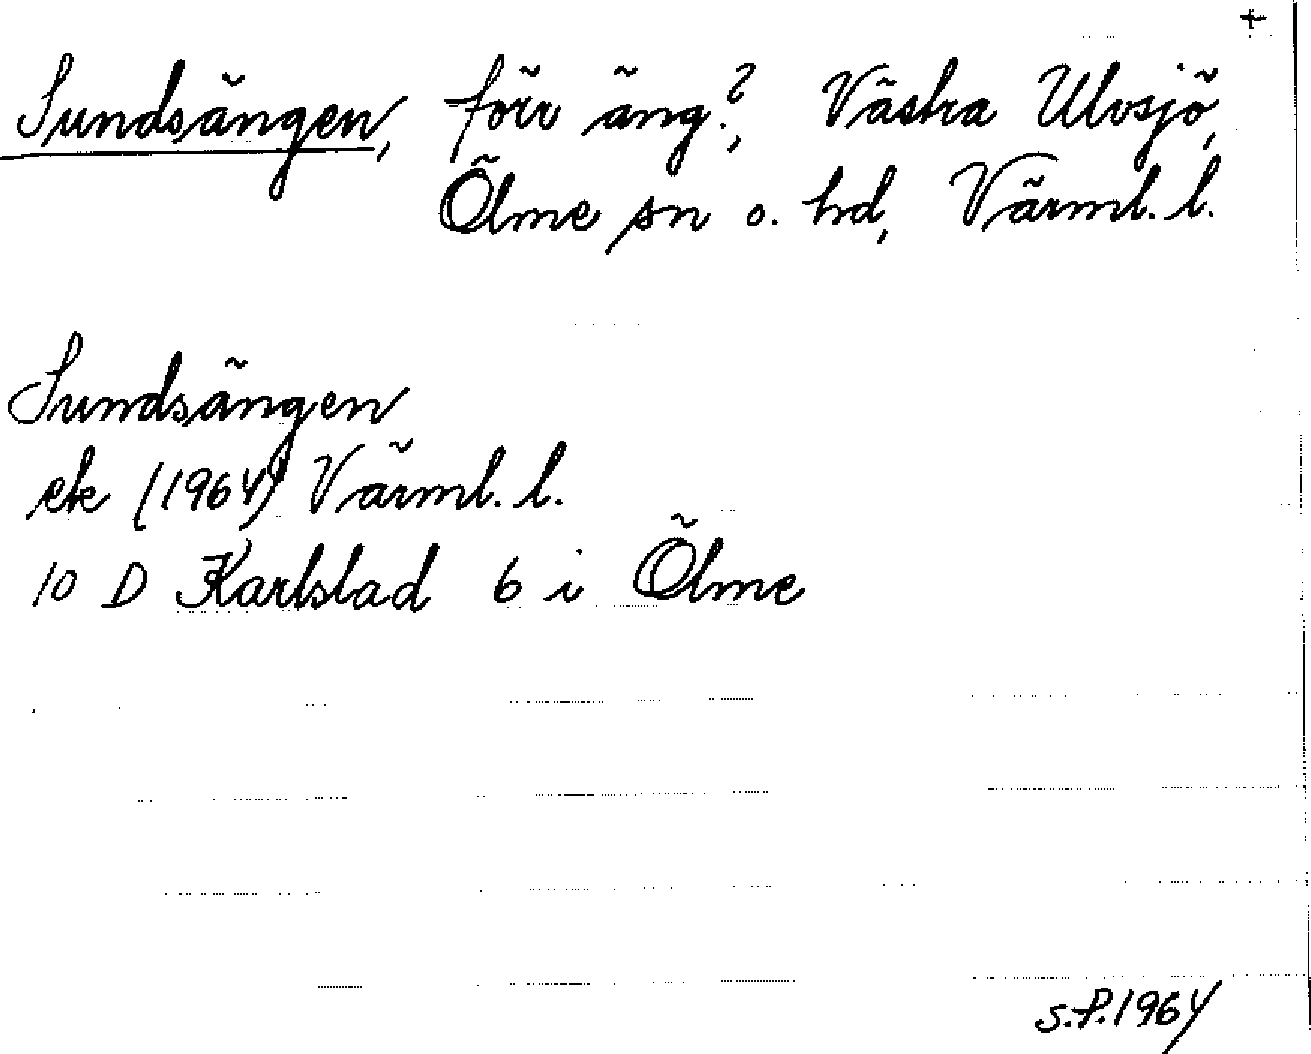 +
Sundsängen, förr äng?, Västra Ulvsjö,
Ölme sn o. hd, Värml. l.
Sundsängen
ek (1964) Värml. l.
10 D Karlstad 6 i Ölme
S.P. 1964